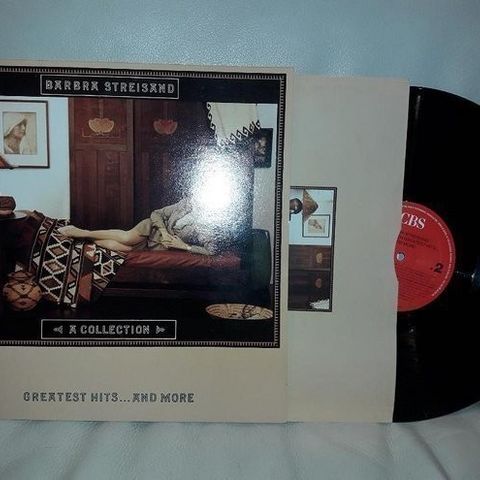 BARBRA STREISAND
A COLLECTION
GREATEST HITS...AND MORE
CBS
2